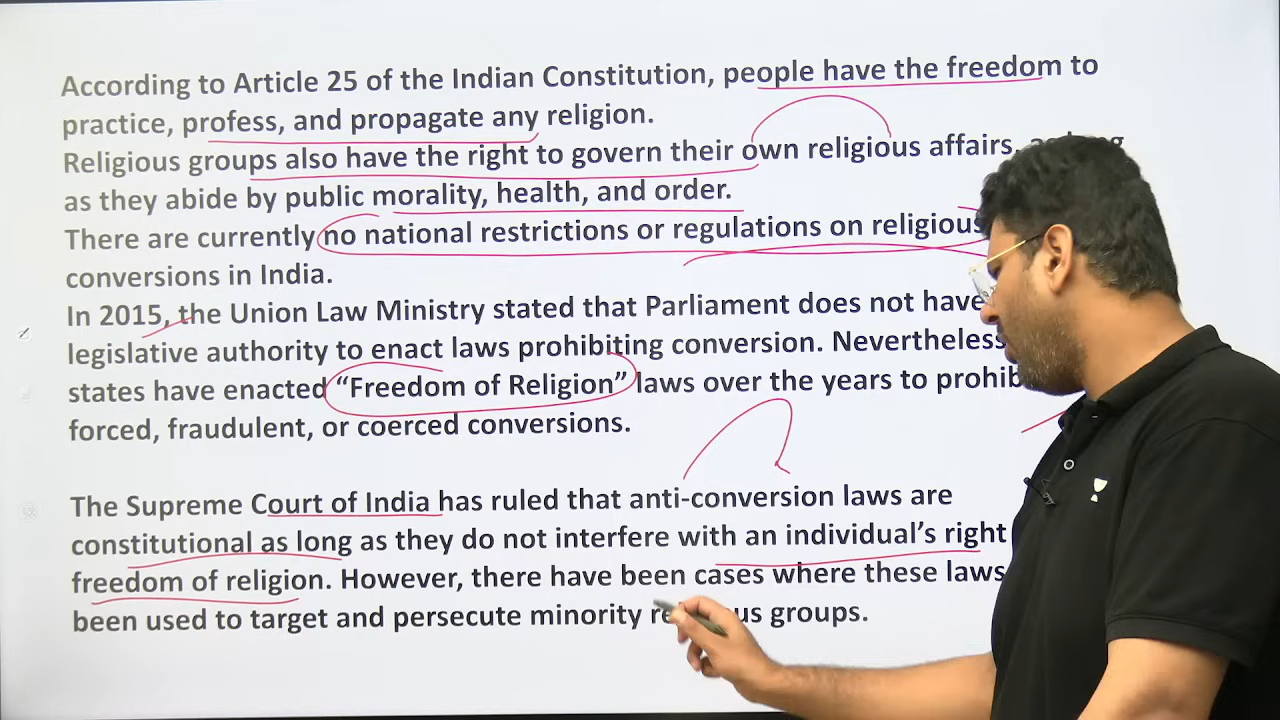 According to Article 25 of the Indian Constitution, people have the freedom to
practice, profess, and propagate any religion.
Religious groups also have the right to govern their own religious affairs,
as they abide by public morality, health, and order.
There are currently no national restrictions or regulations on religious
conversions in India.
In 2015, the Union Law Ministry stated that Parliament does not have
legislative authority to enact laws prohibiting conversion. Nevertheless
states have enacted “Freedom of Religion” laws over the years to
forced, fraudulent, or coerced conversions.
The Supreme Court of India has ruled that anti-conversion laws are
constitutional as long as they do not interfere with an individual’s right
freedom of religion. However, there have been cases where these laws
been used to target and persecute minority groups.